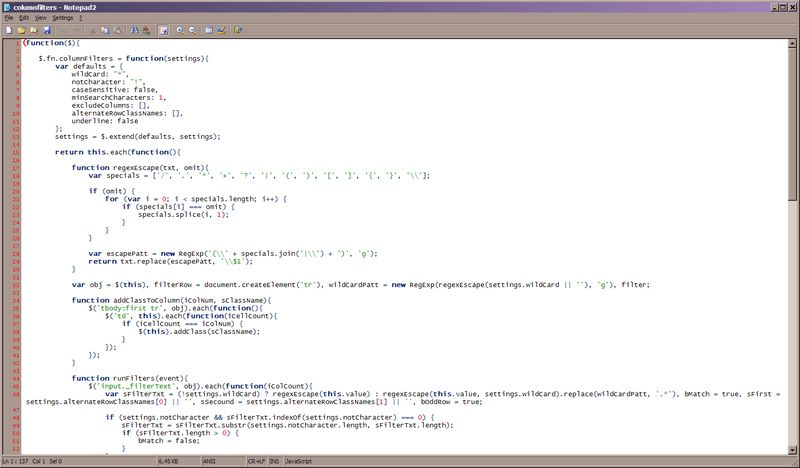 columnfilters - Notepad2
File Edit View Settings ?
1 (function($){
2
3 $.fn.columnFilters = function(settings){
4 var defaults = {
5 wildCard: "*",
6 notCharacter: "!",
7 caseSensitive: false,
8 minSearchCharacters: 1,
9 excludeColumns: [],
10 alternateRowClassNames: [],
11 underline: false
12 };
13 settings = $.extend(defaults, settings);
14
15 return this.each(function(){
16
17 function regexEscape(txt, omit){
18 var specials = ['/', '.', '*', '+', '?', '|', '(', ')', '[', ']', '{', '}', '\\'];
19
20 if (omit) {
21 for (var i = 0; i < specials.length; i++) {
22 if (specials[i] === omit) {
23 specials.splice(i, 1);
24 }
25 }
26 }
27
28 var escapePatt = new RegExp('(\\' + specials.join('|\\') + ')', 'g');
29 return txt.replace(escapePatt, '\\$1');
30 }
31
32 var obj = $(this), filterRow = document.createElement('tr'), wildCardPatt = new RegExp(regexEscape(settings.wildCard || ''), 'g'), filter;
33
34 function addClassToColumn(iColNum, sClassName){
35 $('tbody:first tr', obj).each(function(){
36 $('td', this).each(function(iCellCount){
37 if (iCellCount === iColNum) {
38 $(this).addClass(sClassName);
39 }
40 });
41 });
42 }
43
44 function runFilters(event){
45 $('input._filterText', obj).each(function(iColCount){
46 var sFilterTxt = (!settings.wildCard) ? regexEscape(this.value) : regexEscape(this.value, settings.wildCard).replace(wildCardPatt, '.*'), bMatch = true, sFirst =
settings.alternateRowClassNames[0] || '', sSecound = settings.alternateRowClassNames[1] || '', bOddRow = true;
47
48 if (settings.notCharacter && sFilterTxt.indexOf(settings.notCharacter) === 0) {
49 sFilterTxt = sFilterTxt.substr(settings.notCharacter.length, sFilterTxt.length);
50 if (sFilterTxt.length > 0) {
51 bMatch = false;
52 }
Ln 1 : 137 Col 1 Sel 0 6,45 KB ANSI CR+LF INS JavaScript